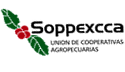 Soppexcca
UNION DE COOPERATIVAS
AGROPECUARIAS